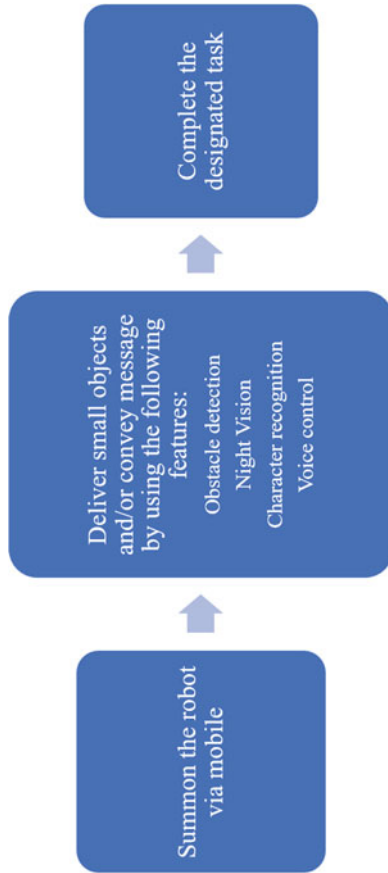 Summon the robot
via mobile
Deliver small objects
and/or convey message
by using the following
features:
Obstacle detection
Night Vision
Character recognition
Voice control
Complete the
designated task